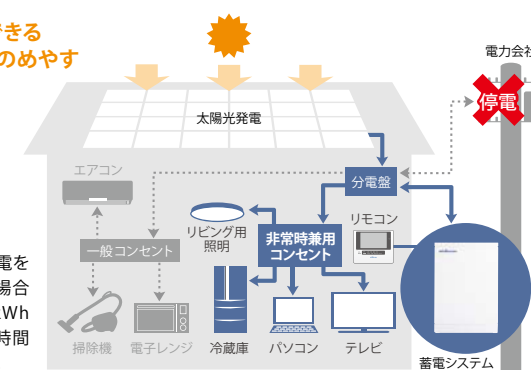 できる
のめやす
電力会社
停電
太陽光発電
エアコン
分電盤
リビング用
照明
非常時兼用
コンセント
リモコン
一般コンセント
電を
場合
kWh
時間
掃除機
電子レンジ
冷蔵庫
パソコン
テレビ
蓄電システム